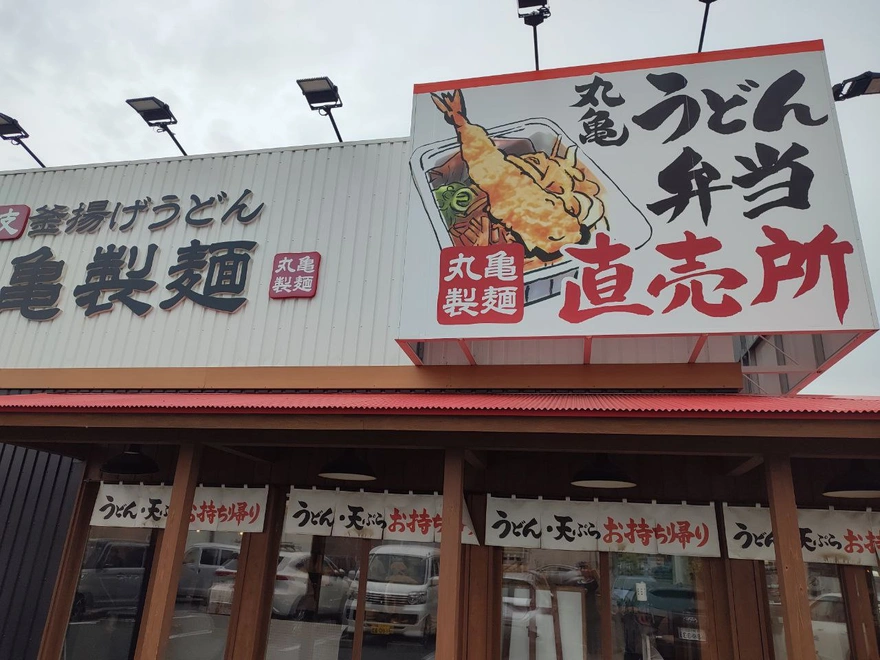 丸亀
うどん
弁当
直売所
丸亀
製麺
支
釜揚げうどん
亀製麺
丸亀
製麺
うどん・天ぷらお持ち帰り
うどん・天ぷらお持ち
うどん・天ぷらお持ち帰り
うどん・天ぷらお持